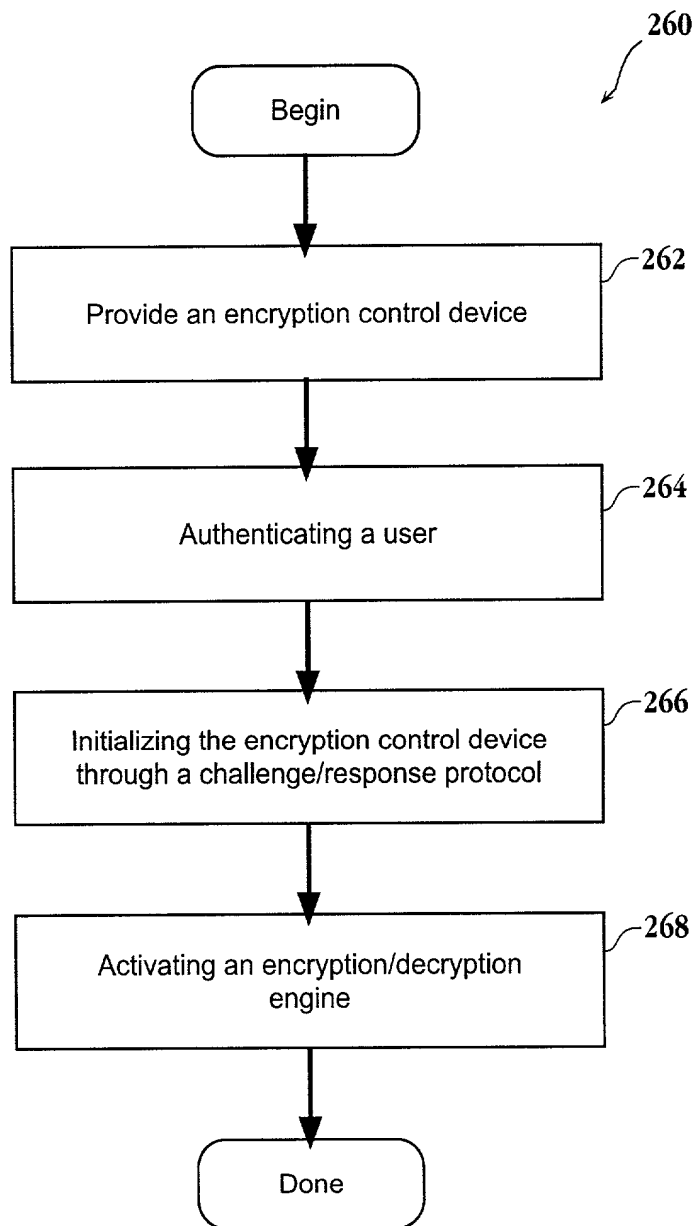 260
Begin
262
Provide an encryption control device
264
Authenticating a user
266
Initializing the encryption control device
through a challenge/response protocol
268
Activating an encryption/decryption
engine
Done